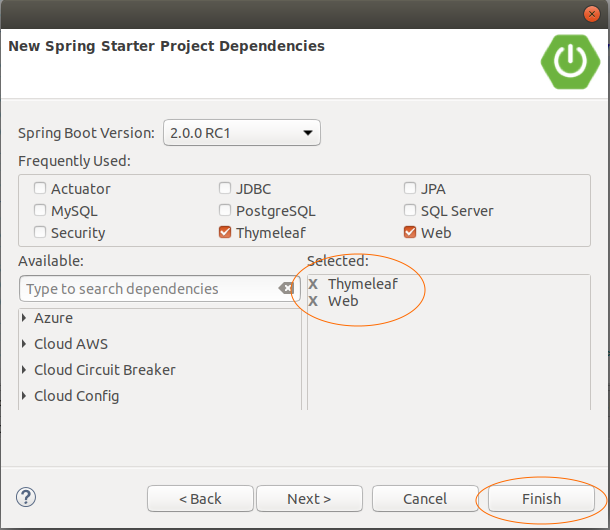 New Spring Starter Project Dependencies
Spring Boot Version: 2.0.0 RC1
Frequently Used:
Actuator JDBC JPA
MySQL PostgreSQL SQL Server
Security Thymeleaf Web
Available: Selected:
Type to search dependencies X Thymeleaf
X Web
Azure
Cloud AWS
Cloud Circuit Breaker
Cloud Config
? < Back Next > Cancel Finish